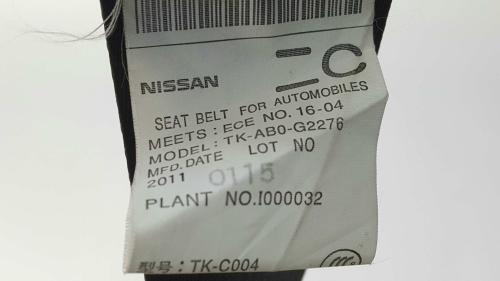 NISSAN
SEAT BELT FOR AUTOMOBILES
MEETS: ECE NO. 16-04
MODEL: TK-AB0-G2276
MFD.DATE LOT NO
2011 0115
PLANT NO.I000032
型号: TK-C004